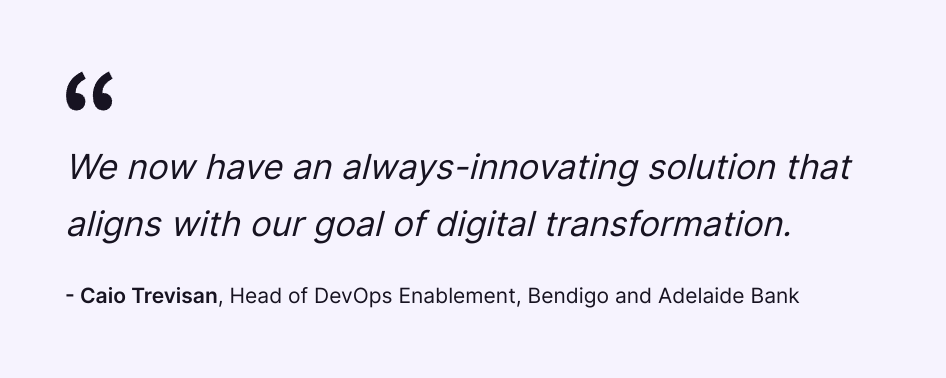 “
We now have an always-innovating solution that
aligns with our goal of digital transformation.
- Caio Trevisan, Head of DevOps Enablement, Bendigo and Adelaide Bank